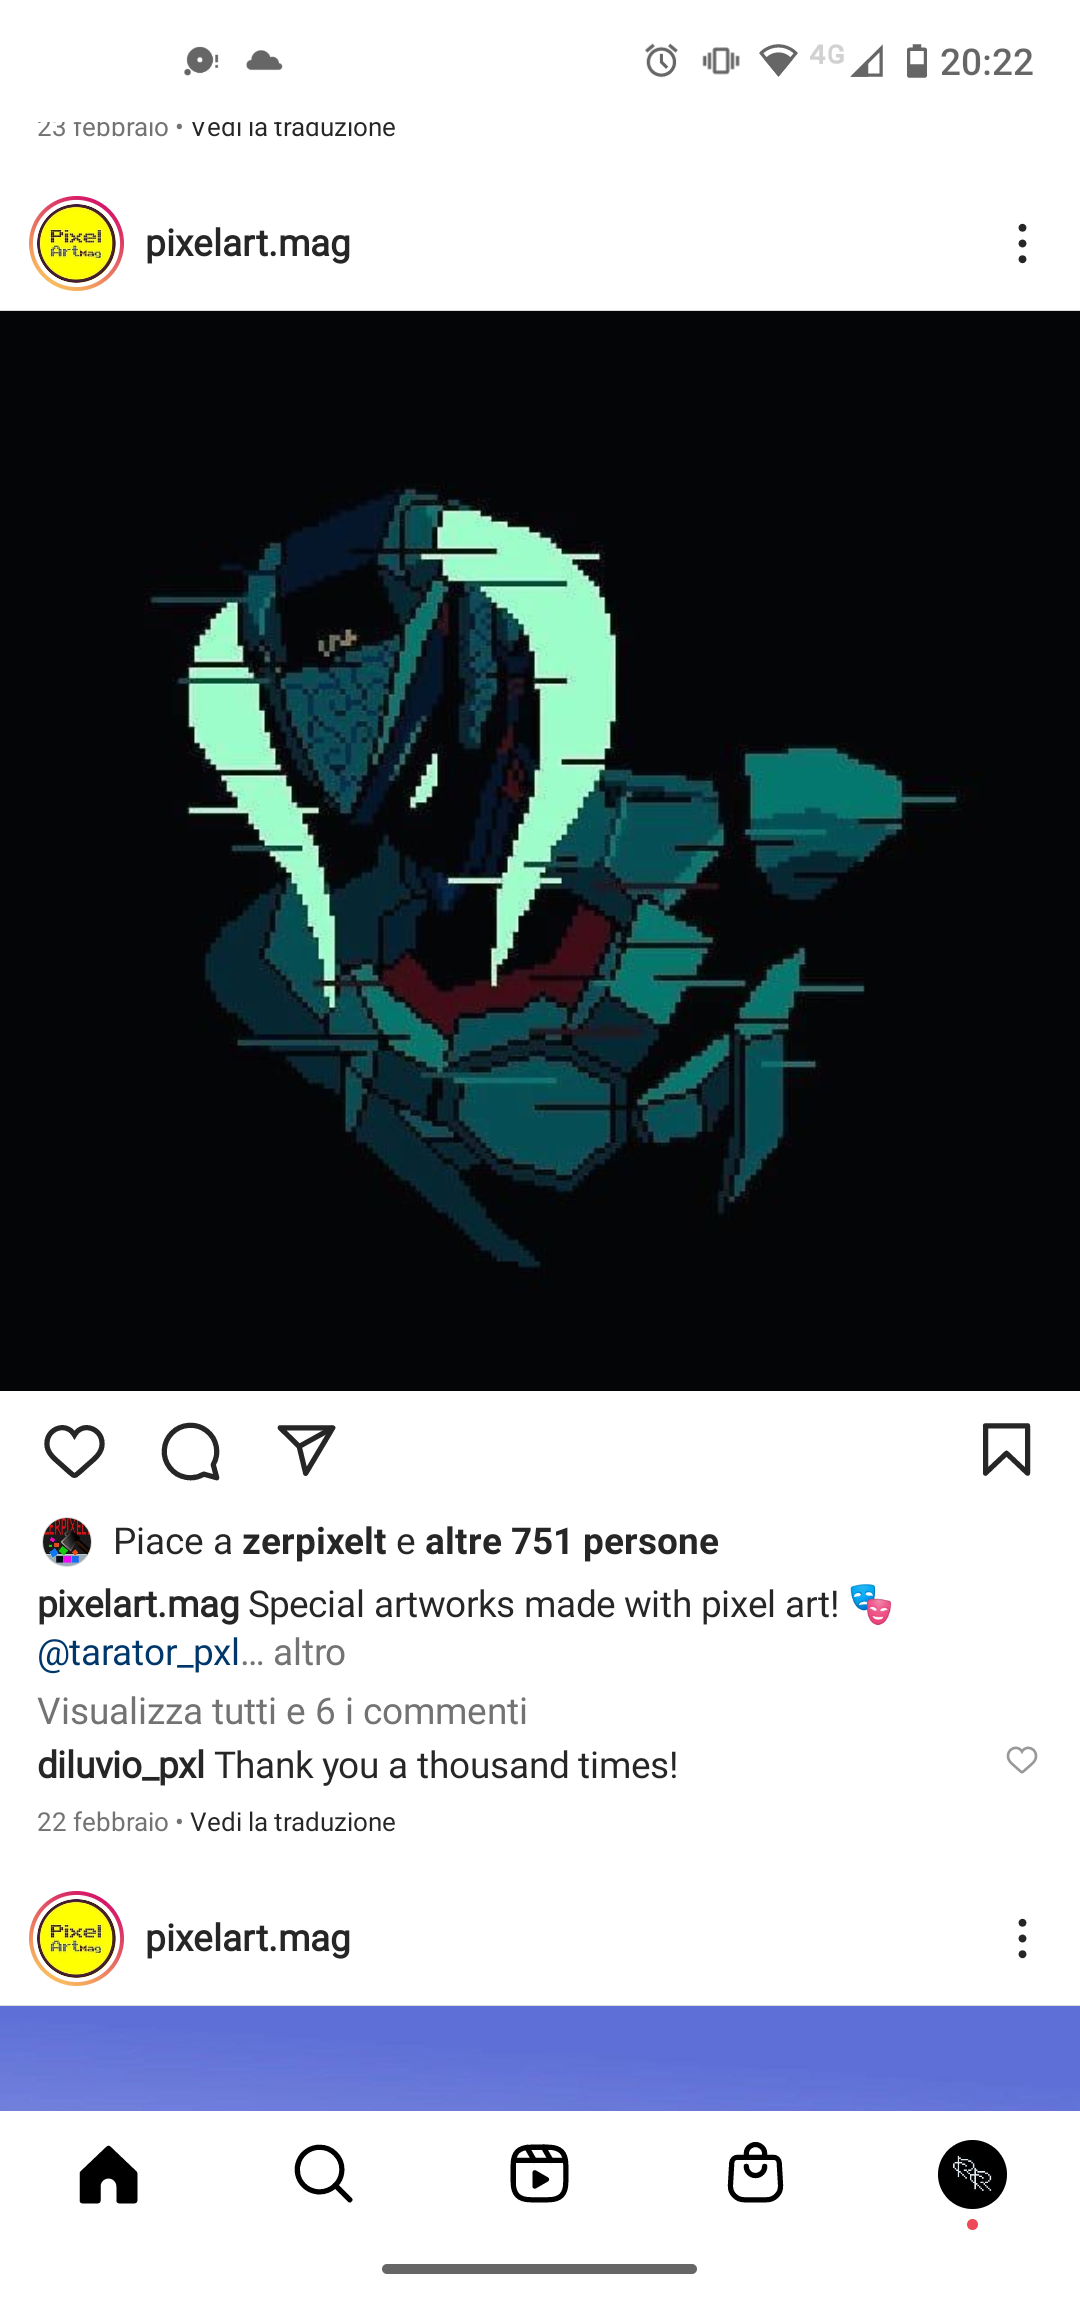 4G 20:22
23 febbraio • Vedi la traduzione
Pixel
ArtMag
pixelart.mag
Piace a zerpixelt e altre 751 persone
pixelart.mag Special artworks made with pixel art! 🎭
@tarator_pxl... altro
Visualizza tutti e 6 i commenti
diluvio_pxl Thank you a thousand times!
22 febbraio • Vedi la traduzione
Pixel
ArtMag
pixelart.mag